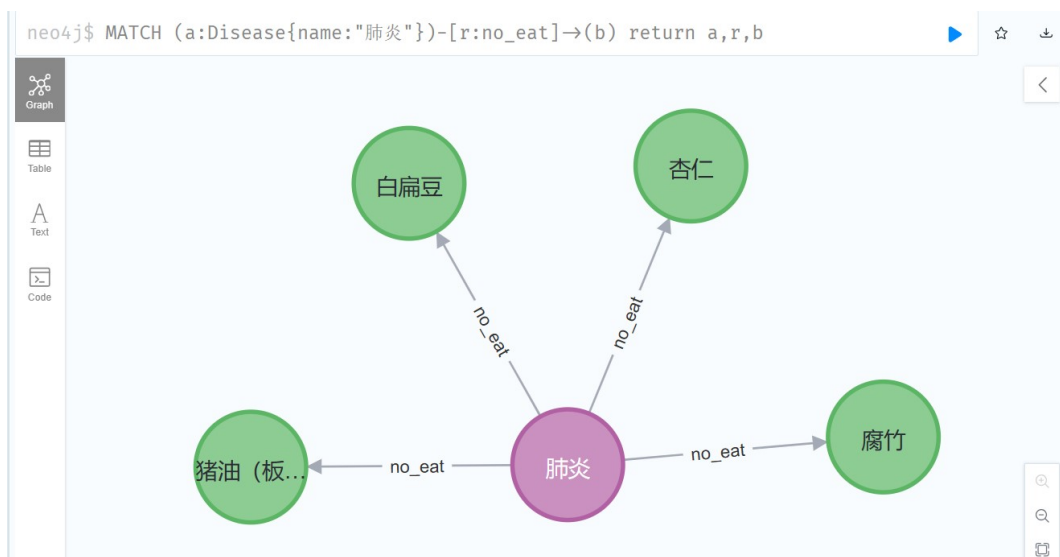 neo4j$ MATCH (a:Disease{name:"肺炎"})-[r:no_eat]→(b) return a,r,b
Graph
Table
A
Text
Code
白扁豆
杏仁
no_eat
no_eat
猪油（板...
no_eat
肺炎
no_eat
腐竹